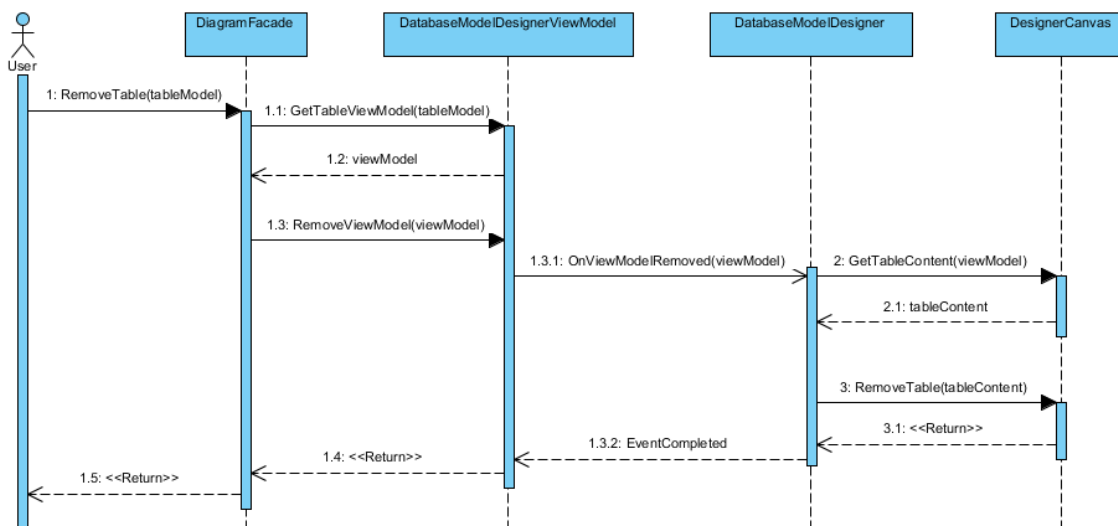 DiagramFacade
DatabaseModelDesignerViewModel
DatabaseModelDesigner
DesignerCanvas
User
1: RemoveTable(tableModel)
1.1: GetTableViewModel(tableModel)
1.2: viewModel
1.3: RemoveViewModel(viewModel)
1.3.1: OnViewModelRemoved(viewModel)
2: GetTableContent(viewModel)
2.1: tableContent
3: RemoveTable(tableContent)
3.1: <<Return>>
1.3.2: EventCompleted
1.4: <<Return>>
1.5: <<Return>>